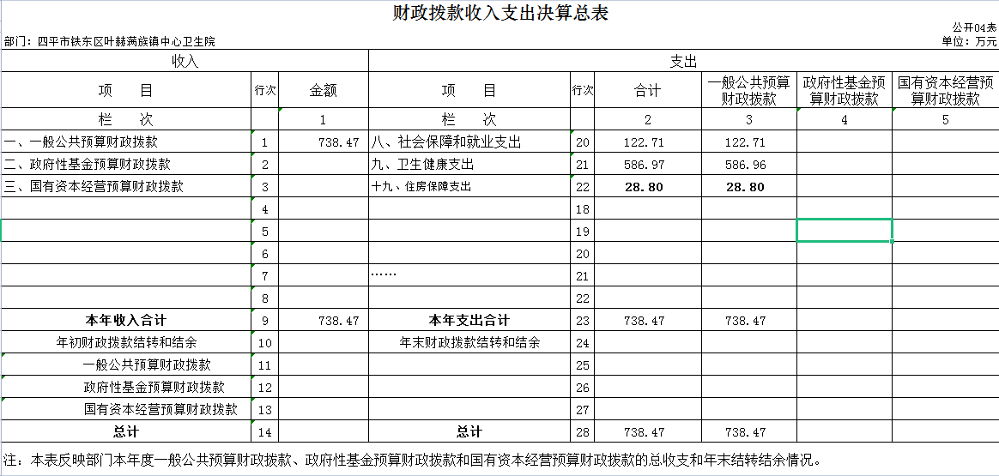 财政拨款收入支出决算总表
公开04表
部门：四平市铁东区叶赫满族镇中心卫生院 单位：万元
收入 支出
项 目 行次 金额 项 目 行次 合计 一般公共预算财政拨款 政府性基金预算财政拨款 国有资本经营预算财政拨款
栏 次 1 栏 次 2 3 4 5
一、一般公共预算财政拨款 1 738.47 八、社会保障和就业支出 20 122.71 122.71
二、政府性基金预算财政拨款 2 九、卫生健康支出 21 586.97 586.96
三、国有资本经营预算财政拨款 3 十九、住房保障支出 22 28.80 28.80
4 18
5 19
6 20
7 …… 21
8 22
本年收入合计 9 738.47 本年支出合计 23 738.47 738.47
年初财政拨款结转和结余 10 年末财政拨款结转和结余 24
一般公共预算财政拨款 11 25
政府性基金预算财政拨款 12 26
国有资本经营预算财政拨款 13 27
总计 14 总计 28 738.47 738.47
注：本表反映部门本年度一般公共预算财政拨款、政府性基金预算财政拨款和国有资本经营预算财政拨款的总收支和年末结转结余情况。